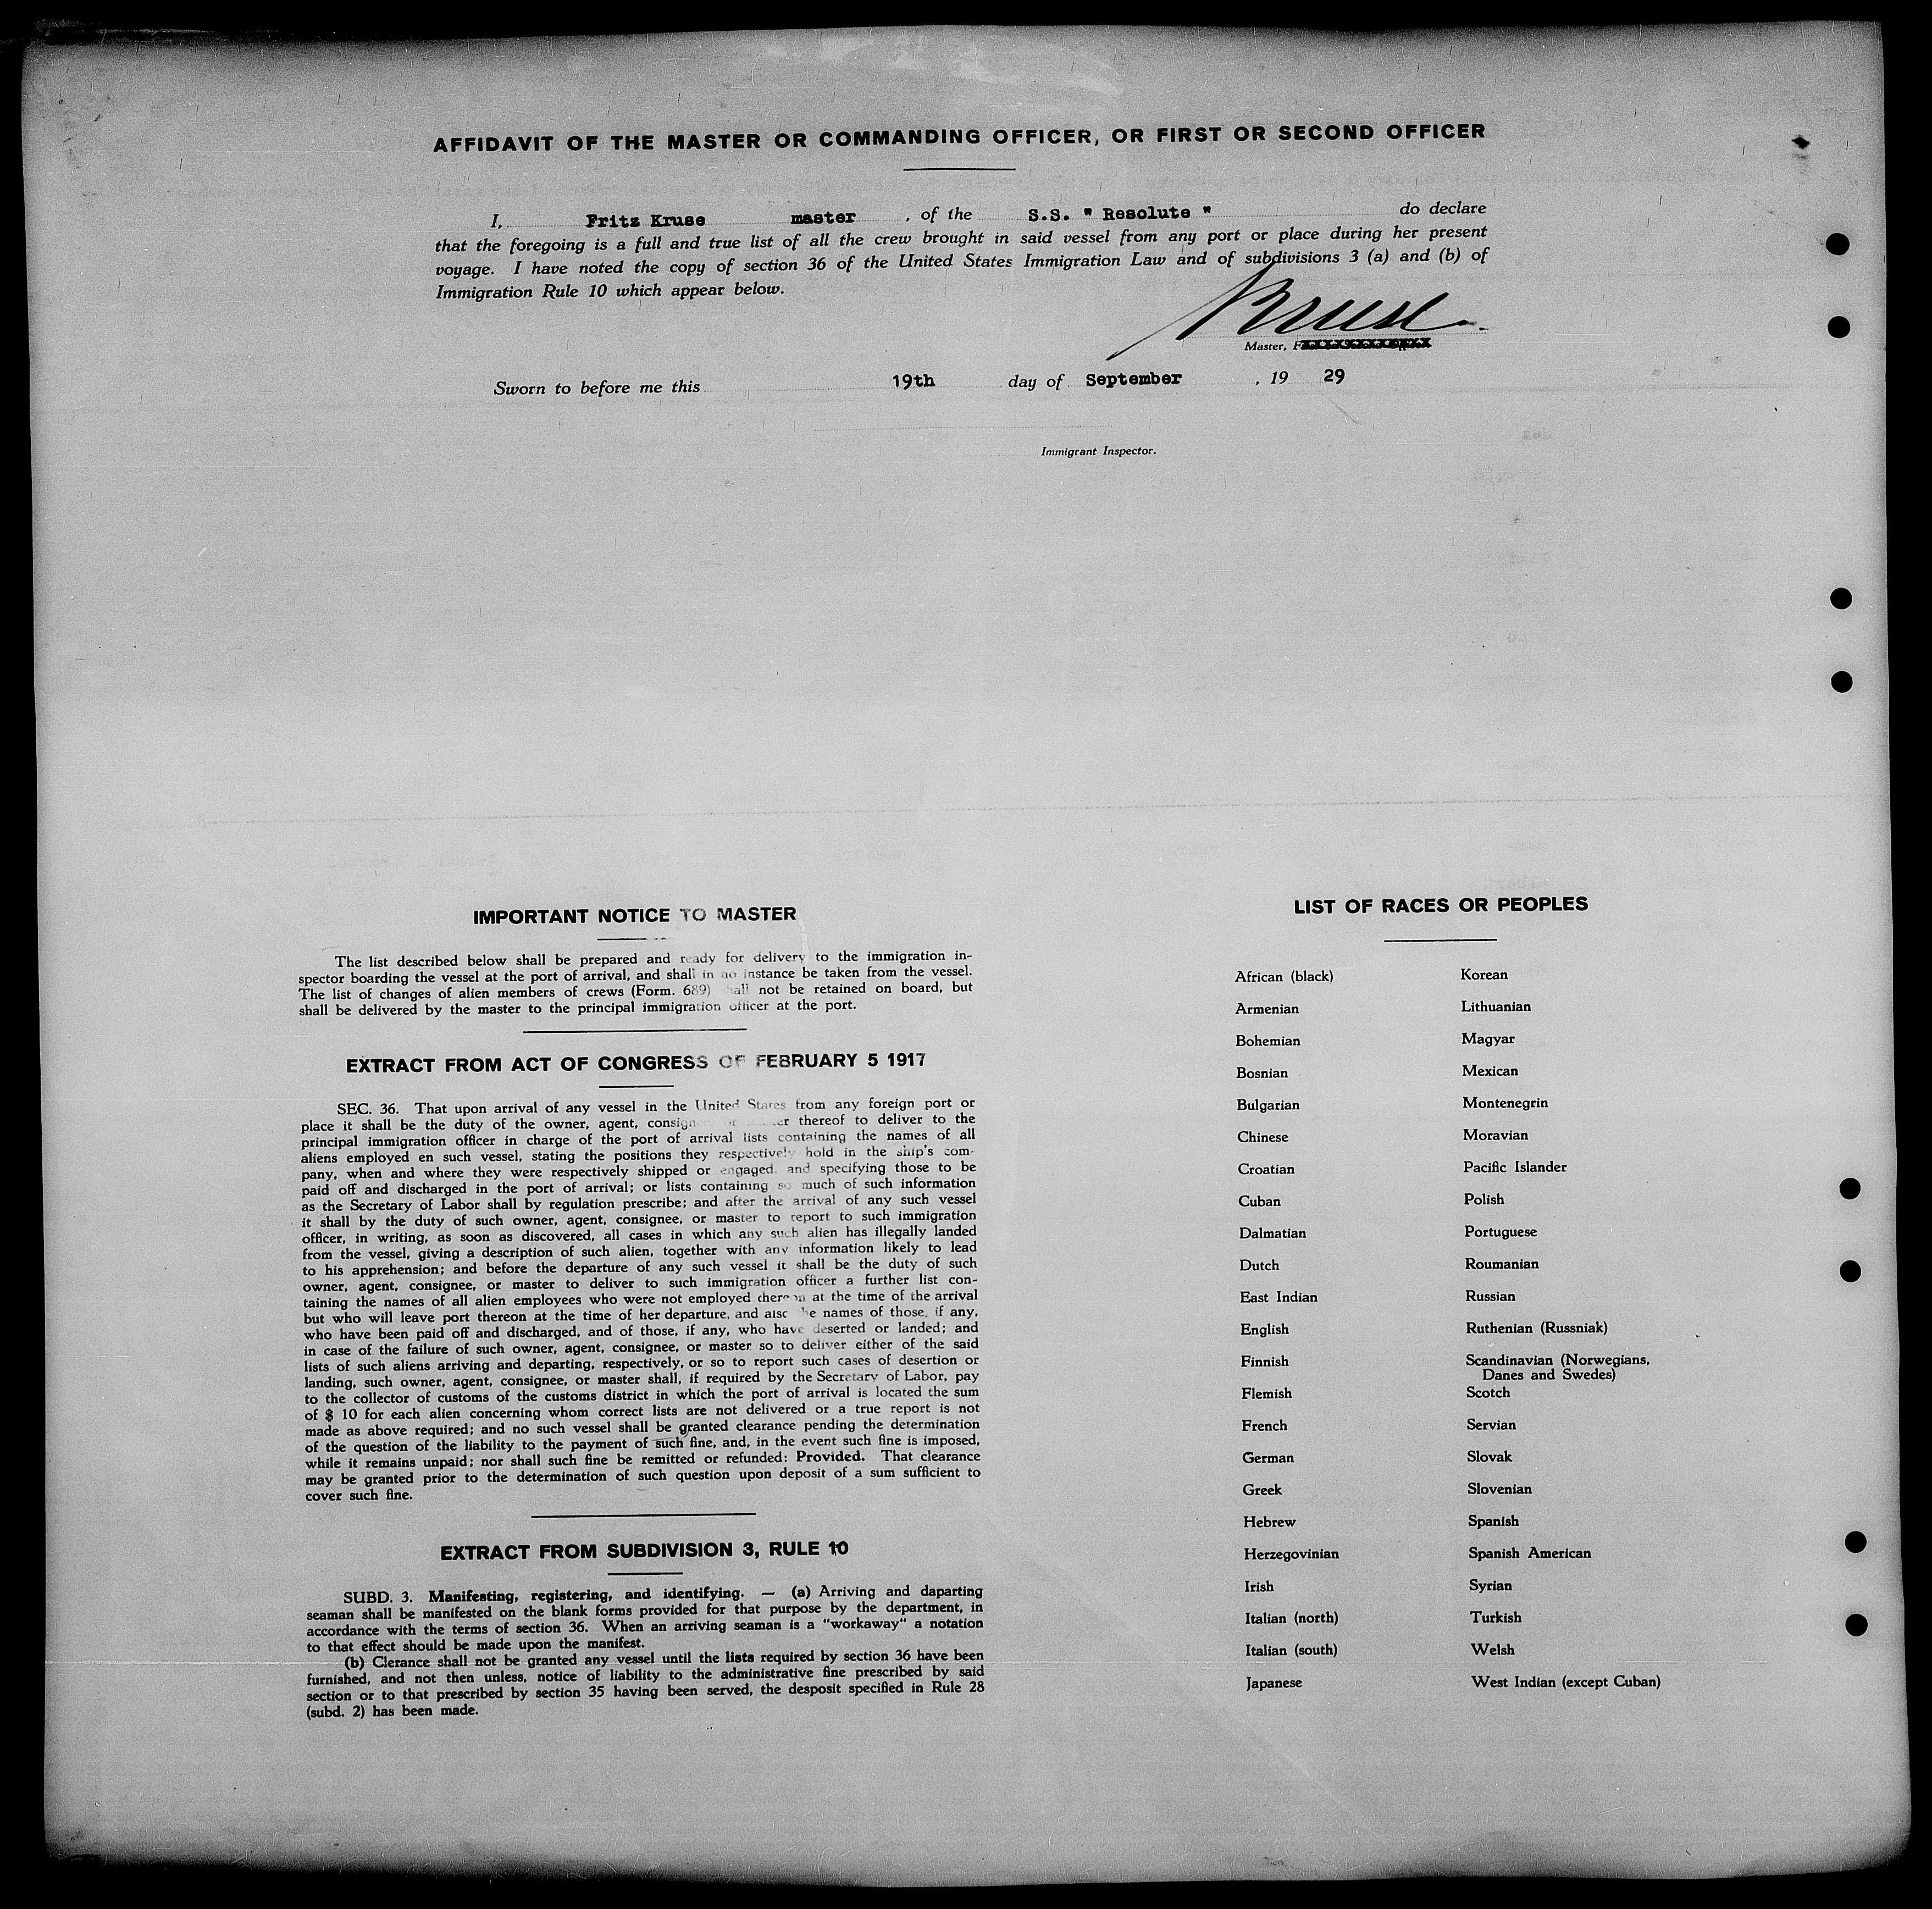 AFFIDAVIT OF THE MASTER OR COMMANDING OFFICER, OR FIRST OR SECOND OFFICER
I, Fritz Kruse master , of the S.S. " Resolute " do declare
that the foregoing is a full and true list of all the crew brought in said vessel from any port or place during her present
voyage. I have noted the copy of section 36 of the United States Immigration Law and of subdivisions 3 (a) and (b) of
Immigration Rule 10 which appear below.
Kruse
Master,
Sworn to before me this 19th day of September , 19 29
Immigrant Inspector.
IMPORTANT NOTICE TO MASTER
The list described below shall be prepared and ready for delivery to the immigration in-
spector boarding the vessel at the port of arrival, and shall in no instance be taken from the vessel.
The list of changes of alien members of crews (Form. 689) shall not be retained on board, but
shall be delivered by the master to the principal immigration officer at the port.
EXTRACT FROM ACT OF CONGRESS OF FEBRUARY 5 1917
SEC. 36. That upon arrival of any vessel in the United States from any foreign port or
place it shall be the duty of the owner, agent, consignee or master thereof to deliver to the
principal immigration officer in charge of the port of arrival lists containing the names of all
aliens employed en such vessel, stating the positions they respectively hold in the ship's com-
pany, when and where they were respectively shipped or engaged, and specifying those to be
paid off and discharged in the port of arrival; or lists containing so much of such information
as the Secretary of Labor shall by regulation prescribe; and after the arrival of any such vessel
it shall by the duty of such owner, agent, consignee, or master to report to such immigration
officer, in writing, as soon as discovered, all cases in which any such alien has illegally landed
from the vessel, giving a description of such alien, together with any information likely to lead
to his apprehension; and before the departure of any such vessel it shall be the duty of such
owner, agent, consignee, or master to deliver to such immigration officer a further list con-
taining the names of all alien employees who were not employed thereon at the time of the arrival
but who will leave port thereon at the time of her departure, and also the names of those, if any,
who have been paid off and discharged, and of those, if any, who have deserted or landed; and
in case of the failure of such owner, agent, consignee, or master so to deliver either of the said
lists of such aliens arriving and departing, respectively, or so to report such cases of desertion or
landing, such owner, agent, consignee, or master shall, if required by the Secretary of Labor, pay
to the collector of customs of the customs district in which the port of arrival is located the sum
of $ 10 for each alien concerning whom correct lists are not delivered or a true report is not
made as above required; and no such vessel shall be granted clearance pending the determination
of the question of the liability to the payment of such fine, and, in the event such fine is imposed,
while it remains unpaid; nor shall such fine be remitted or refunded: Provided. That clearance
may be granted prior to the determination of such question upon deposit of a sum sufficient to
cover such fine.
EXTRACT FROM SUBDIVISION 3, RULE 10
SUBD. 3. Manifesting, registering, and identifying. — (a) Arriving and daparting
seaman shall be manifested on the blank forms provided for that purpose by the department, in
accordance with the terms of section 36. When an arriving seaman is a "workaway" a notation
to that effect should be made upon the manifest.
(b) Clerance shall not be granted any vessel until the lists required by section 36 have been
furnished, and not then unless, notice of liability to the administrative fine prescribed by said
section or to that prescribed by section 35 having been served, the desposit specified in Rule 28
(subd. 2) has been made.
LIST OF RACES OR PEOPLES
African (black)
Armenian
Bohemian
Bosnian
Bulgarian
Chinese
Croatian
Cuban
Dalmatian
Dutch
East Indian
English
Finnish
Flemish
French
German
Greek
Hebrew
Herzegovinian
Irish
Italian (north)
Italian (south)
Japanese
Korean
Lithuanian
Magyar
Mexican
Montenegrin
Moravian
Pacific Islander
Polish
Portuguese
Roumanian
Russian
Ruthenian (Russniak)
Scandinavian (Norwegians,
Danes and Swedes)
Scotch
Servian
Slovak
Slovenian
Spanish
Spanish American
Syrian
Turkish
Welsh
West Indian (except Cuban)